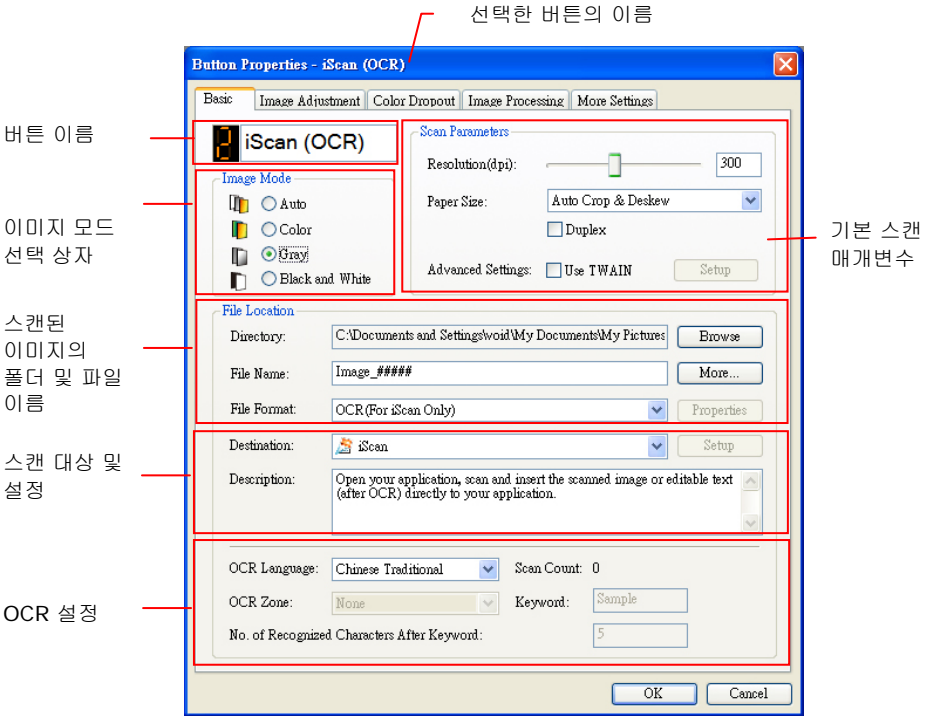 선택한 버튼의 이름
Button Properties - iScan (OCR)
Basic Image Adjustment Color Dropout Image Processing More Settings
버튼 이름
2 iScan (OCR)
이미지 모드
선택 상자
Image Mode
Auto
Color
Gray
Black and White
Scan Parameters
Resolution(dpi): 300
Paper Size: Auto Crop & Deskew
Duplex
Advanced Settings: Use TWAIN Setup
기본 스캔
매개변수
스캔된
이미지의
폴더 및 파일
이름
File Location
Directory: C:\Documents and Settings\void\My Documents\My Pictures Browse
File Name: Image_##### More...
File Format: OCR(For iScan Only) Properties
스캔 대상 및
설정
Destination: iScan Setup
Description: Open your application, scan and insert the scanned image or editable text
(after OCR) directly to your application.
OCR 설정
OCR Language: Chinese Traditional Scan Count: 0
OCR Zone: None Keyword: Sample
No. of Recognized Characters After Keyword: 5
OK Cancel